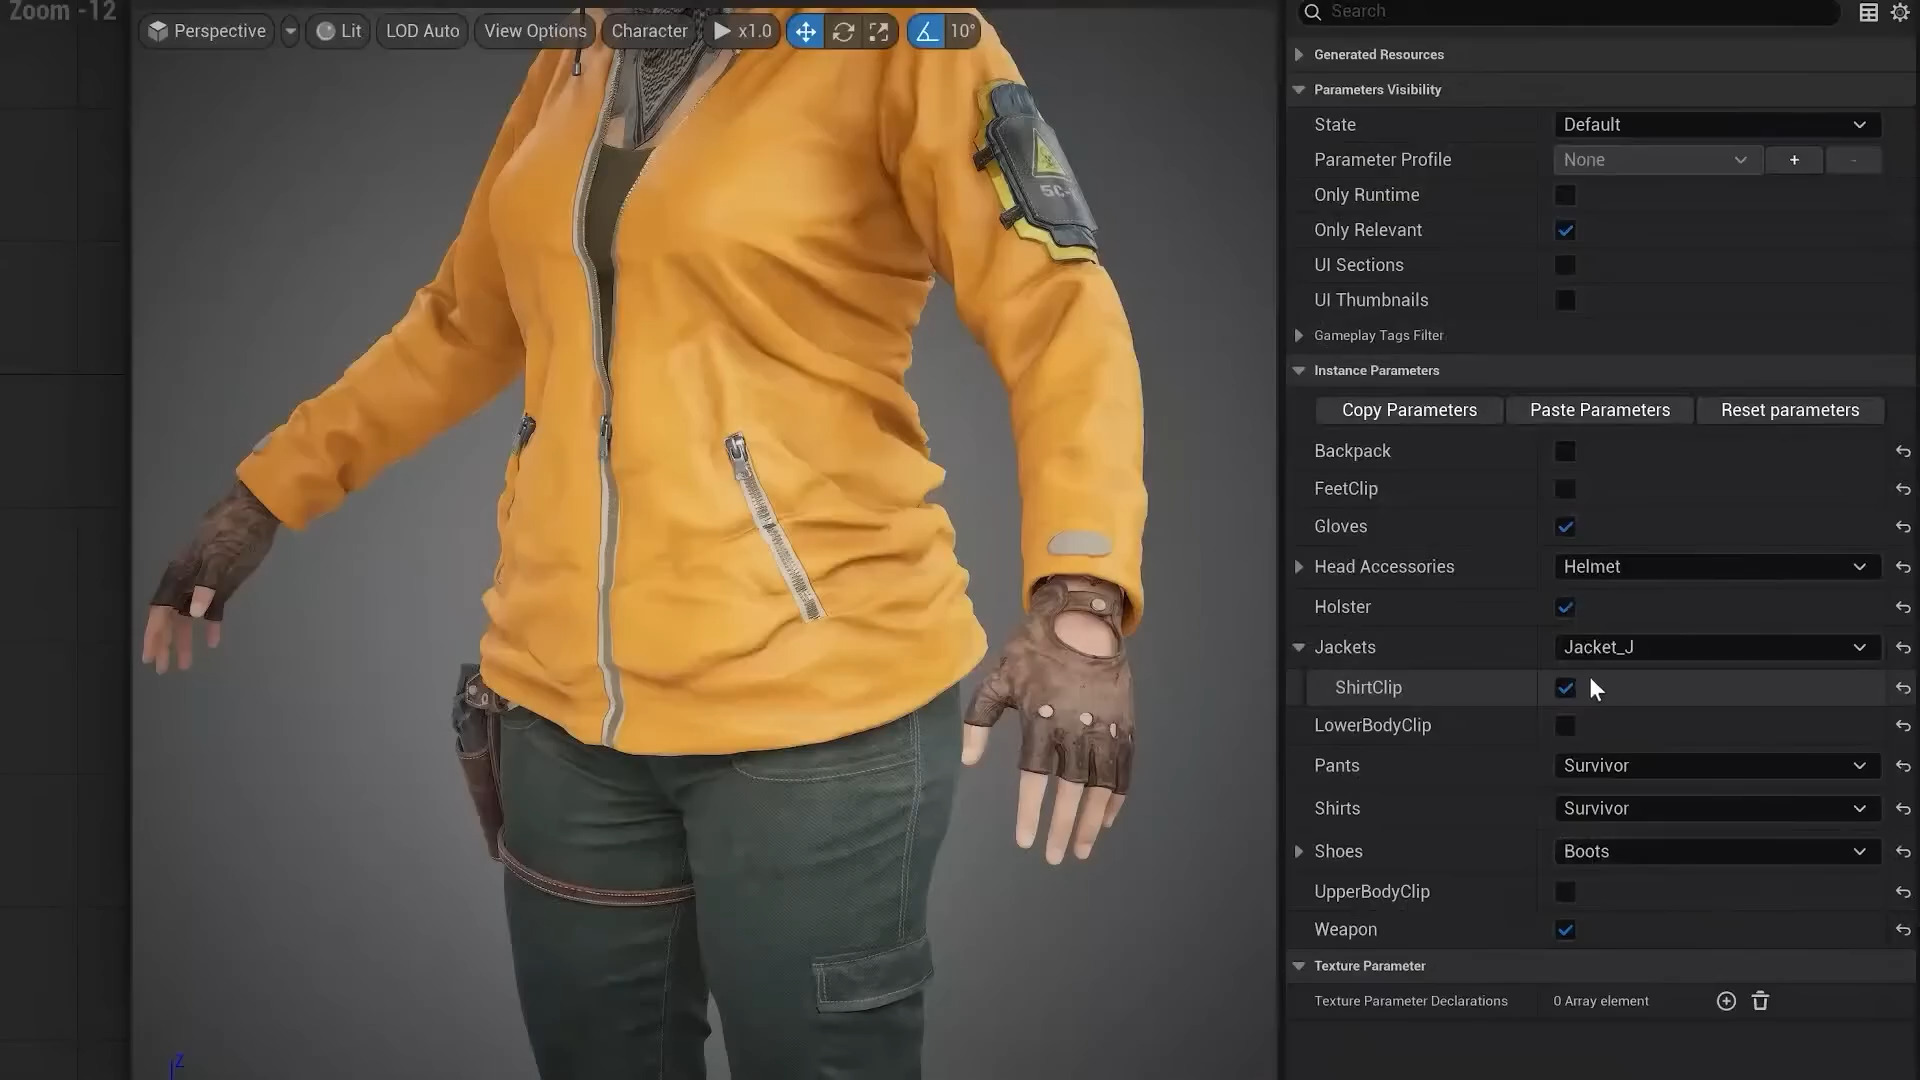 Zoom -12
Perspective Lit LOD Auto View Options Character x1.0 10°
Search
Generated Resources
Parameters Visibility
State Default
Parameter Profile None + -
Only Runtime
Only Relevant
UI Sections
UI Thumbnails
Gameplay Tags Filter
Instance Parameters
Copy Parameters Paste Parameters Reset parameters
Backpack
FeetClip
Gloves
Head Accessories Helmet
Holster
Jackets Jacket_J
ShirtClip
LowerBodyClip
Pants Survivor
Shirts Survivor
Shoes Boots
UpperBodyClip
Weapon
Texture Parameter
Texture Parameter Declarations 0 Array element
5C-
Z